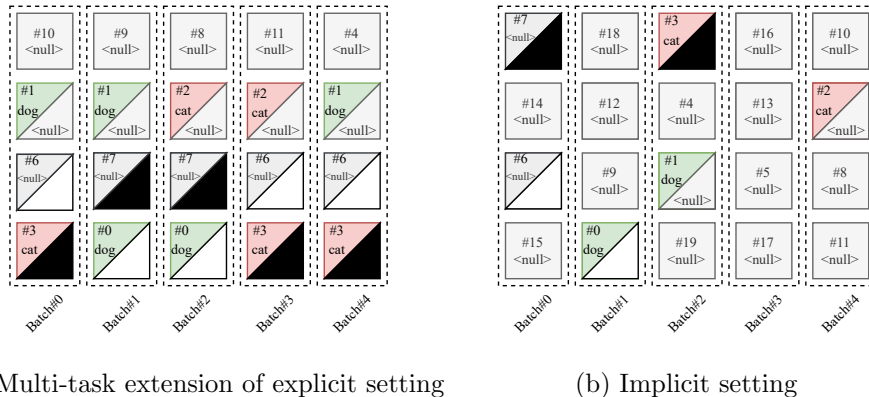 #10 #9 #8 #11 #4
<null> <null> <null> <null> <null>
#1 #1 #2 #2 #1
dog dog cat cat dog
<null> <null> <null> <null> <null>
#6 #7 #7 #6 #6
<null> <null> <null> <null> <null>
#3 #0 #0 #3 #3
cat dog dog cat cat
Batch#0 Batch#1 Batch#2 Batch#3 Batch#4
Multi-task extension of explicit setting
#7 #18 #3 #16 #10
<null> <null> cat <null> <null>
#14 #12 #4 #13 #2
<null> <null> <null> <null> cat
<null>
#6 #9 #1 #5 #8
<null> <null> dog <null> <null>
<null>
#15 #0 #19 #17 #11
<null> dog <null> <null> <null>
Batch#0 Batch#1 Batch#2 Batch#3 Batch#4
(b) Implicit setting